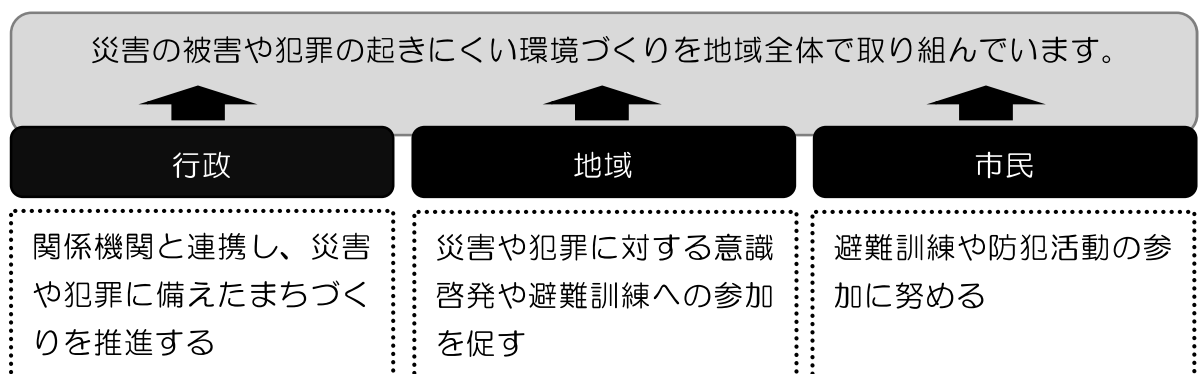 災害の被害や犯罪の起きにくい環境づくりを地域全体で取り組んでいます。
行政
関係機関と連携し、災害
や犯罪に備えたまちづく
りを推進する
地域
災害や犯罪に対する意識
啓発や避難訓練への参加
を促す
市民
避難訓練や防犯活動の参
加に努める